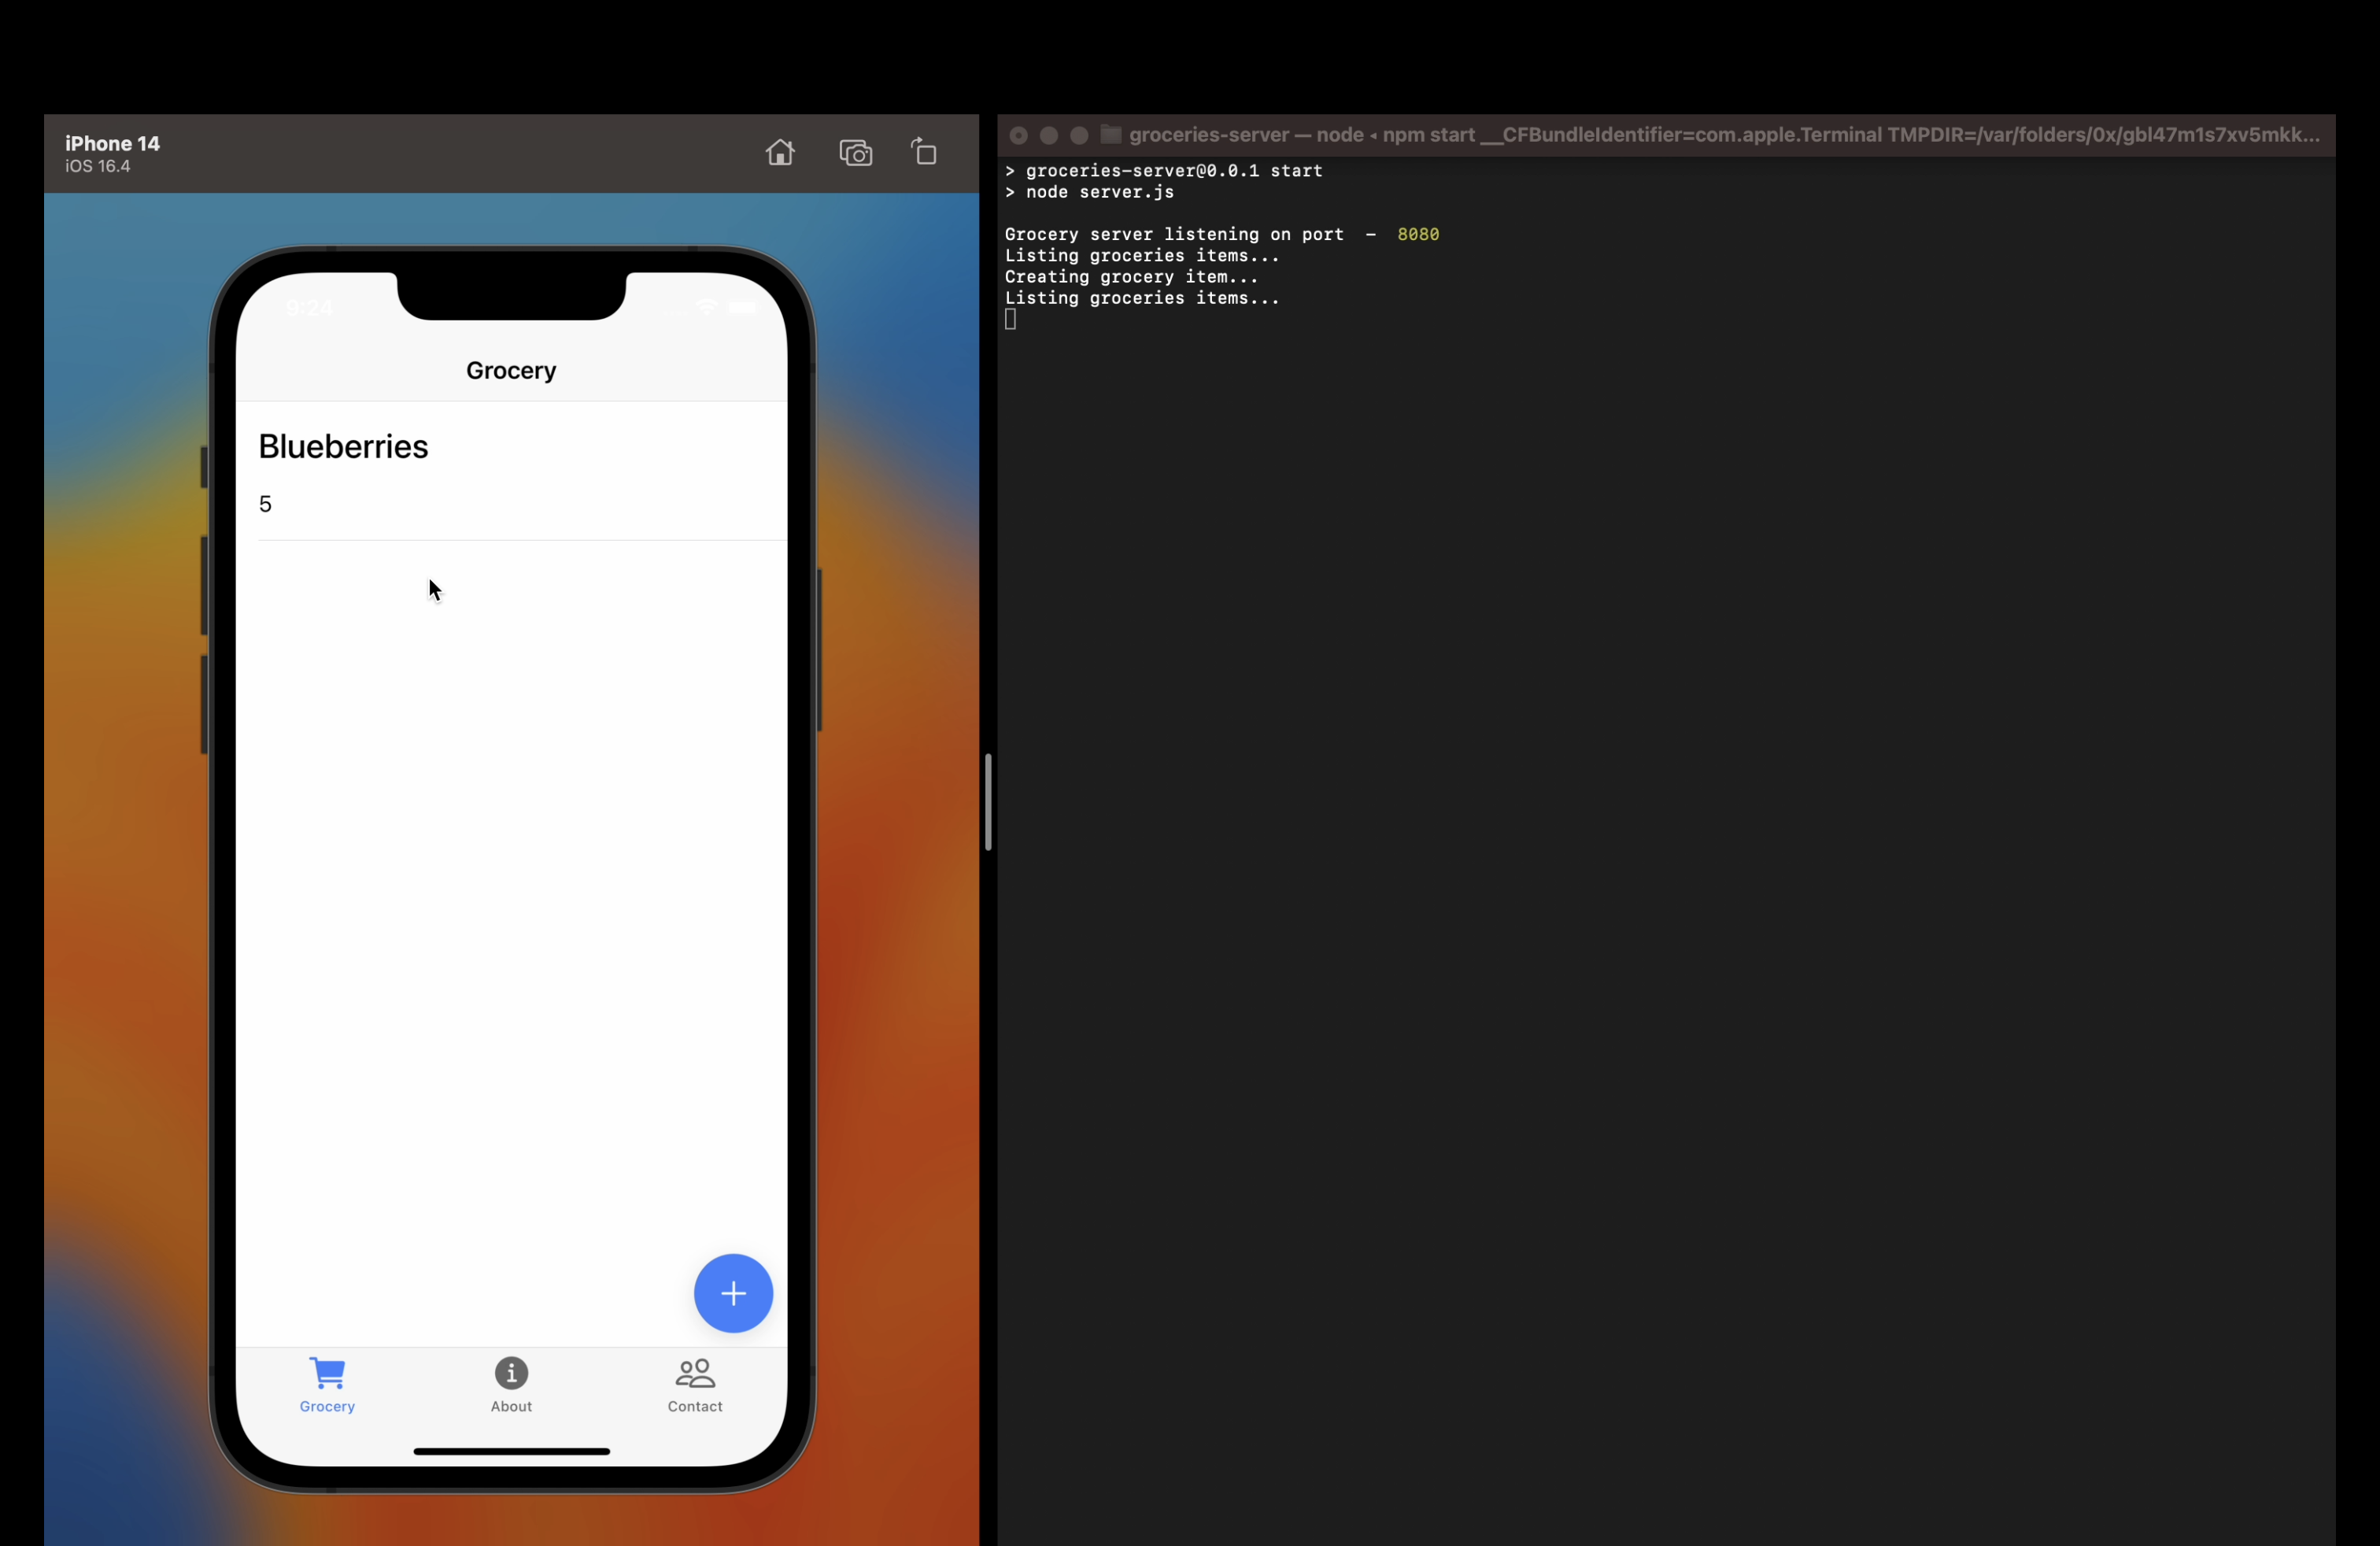 iPhone 14
iOS 16.4
9:24
Grocery
Blueberries
5
Grocery
About
Contact
groceries-server — node ◂ npm start __CFBundleIdentifier=com.apple.Terminal TMPDIR=/var/folders/0x/gbl47m1s7xv5mkk...
> groceries-server@0.0.1 start
> node server.js
Grocery server listening on port  -  8080
Listing groceries items...
Creating grocery item...
Listing groceries items...